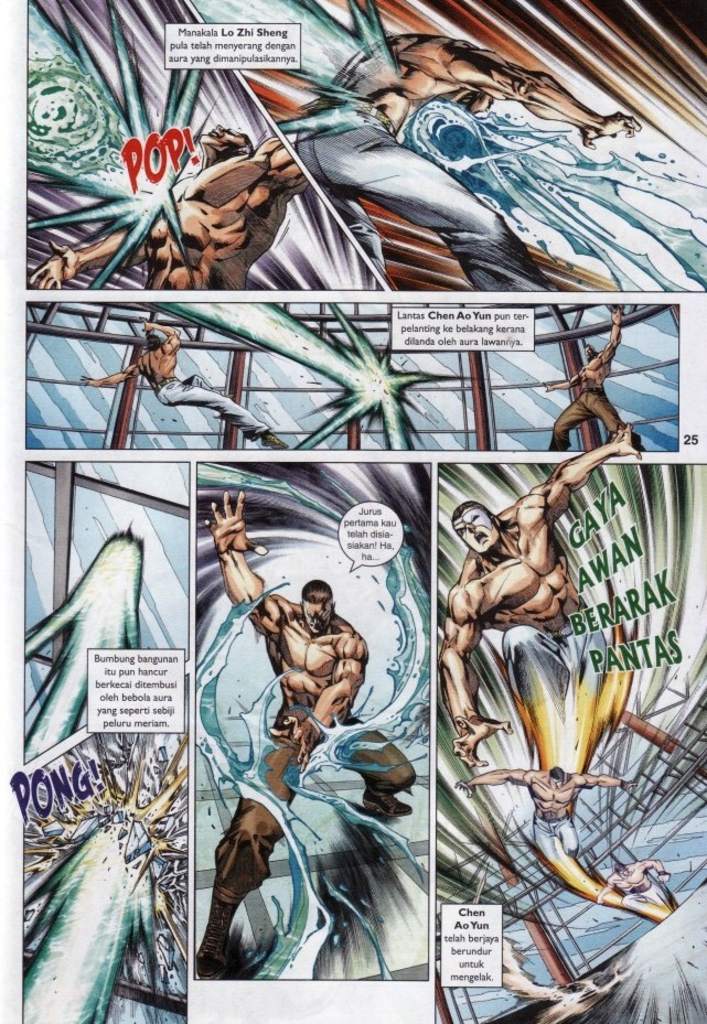 Manakala Lo Zhi Sheng
pula telah menyerang dengan
aura yang dimanipulasikannya.
POP!
Lantas Chen Ao Yun pun ter-
pelanting ke belakang kerana
dilanda oleh aura lawannya.
25
Bumbung bangunan
itu pun hancur
berkecai ditembusi
oleh bebola aura
yang seperti sebiji
peluru meriam.
PONG!
Jurus
pertama kau
telah disia-
siakan! Ha,
ha...
GAYA
AWAN
BERARAK
PANTAS
Chen
Ao Yun
telah berjaya
berundur
untuk
mengelak.